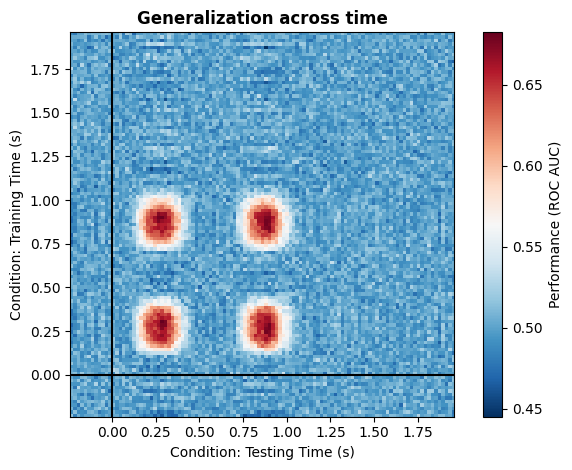 Generalization across time
Condition: Training Time (s)
1.75
1.50
1.25
1.00
0.75
0.50
0.25
0.00
0.00 0.25 0.50 0.75 1.00 1.25 1.50 1.75
Condition: Testing Time (s)
0.65
0.60
0.55
0.50
0.45
Performance (ROC AUC)